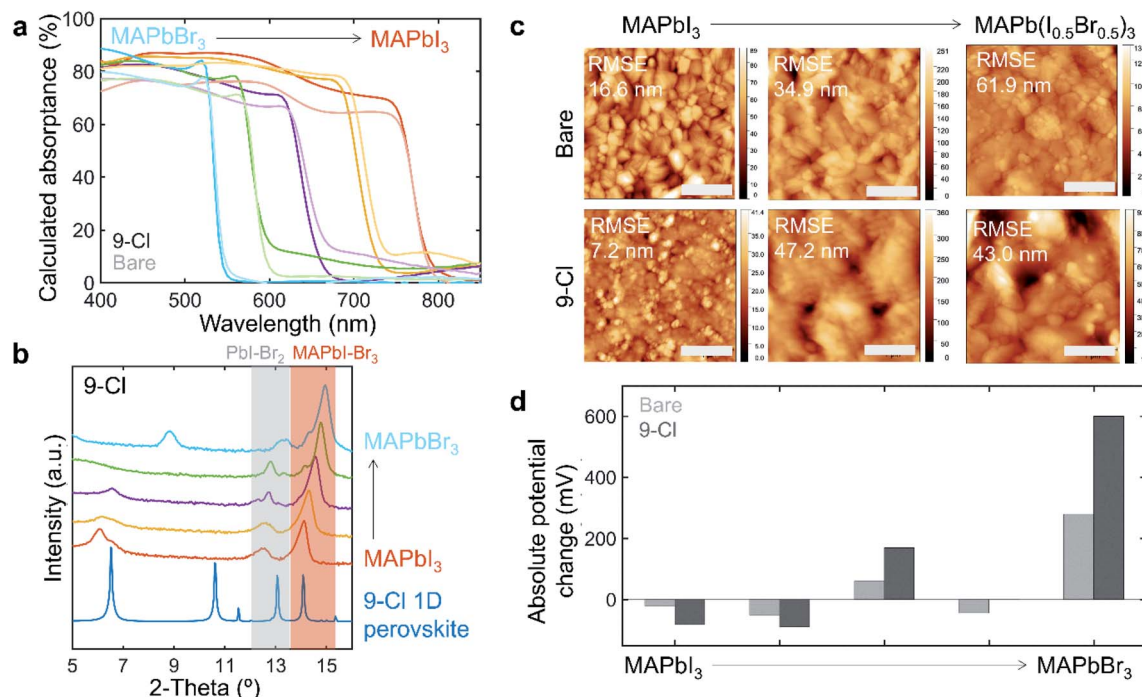 a
MAPbBr3 MAPbI3
Calculated absorptance (%)
100
80
60
40
20
0
9-Cl
Bare
400 500 600 700 800
Wavelength (nm)
b
PbI-Br2 MAPbI-Br3
9-Cl
Intensity (a.u.)
MAPbBr3
MAPbI3
9-Cl 1D
perovskite
5 7 9 11 13 15
2-Theta (º)
c
MAPbI3 MAPb(I0.5Br0.5)3
Bare
RMSE
16.6 nm
RMSE
34.9 nm
RMSE
61.9 nm
9-Cl
RMSE
7.2 nm
RMSE
47.2 nm
RMSE
43.0 nm
d
Bare
9-Cl
Absolute potential
change (mV)
600
400
200
0
MAPbI3 MAPbBr3